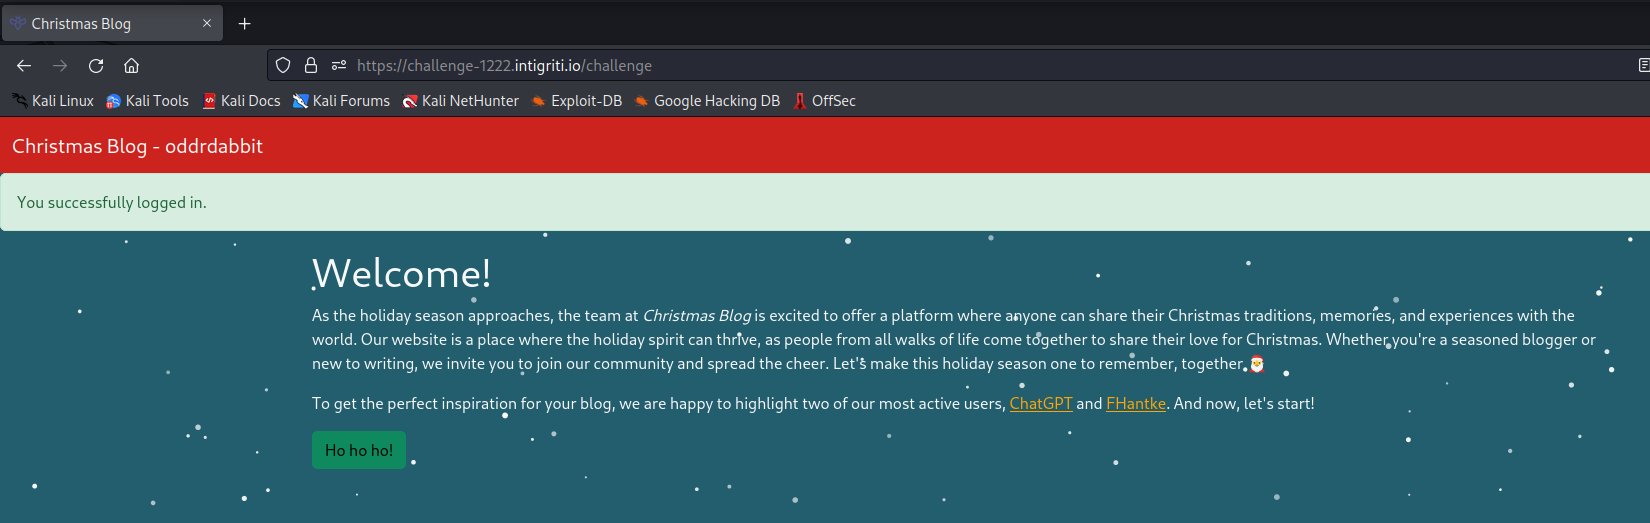 Christmas Blog
https://challenge-1222.intigriti.io/challenge
Kali Linux Kali Tools Kali Docs Kali Forums Kali NetHunter Exploit-DB Google Hacking DB OffSec
Christmas Blog - oddrdabbit
You successfully logged in.
Welcome!
As the holiday season approaches, the team at Christmas Blog is excited to offer a platform where anyone can share their Christmas traditions, memories, and experiences with the
world. Our website is a place where the holiday spirit can thrive, as people from all walks of life come together to share their love for Christmas. Whether you're a seasoned blogger or
new to writing, we invite you to join our community and spread the cheer. Let's make this holiday season one to remember, together. 🎅
To get the perfect inspiration for your blog, we are happy to highlight two of our most active users, ChatGPT and FHantke. And now, let's start!
Ho ho ho!